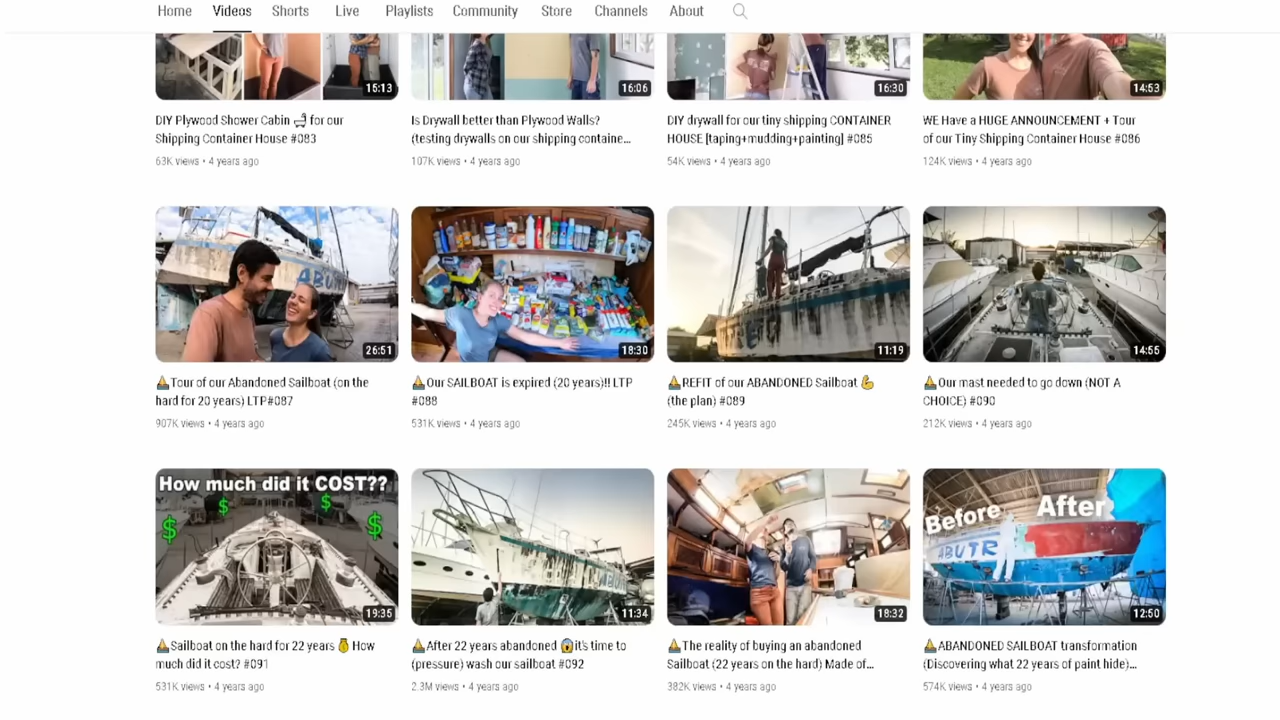 Home Videos Shorts Live Playlists Community Store Channels About
15:13 16:06 16:30 14:53
DIY Plywood Shower Cabin 🛁 for our
Shipping Container House #083
63K views • 4 years ago
Is Drywall better than Plywood Walls?
(testing drywalls on our shipping containe...
107K views • 4 years ago
DIY drywall for our tiny shipping CONTAINER
HOUSE [taping+mudding+painting] #085
54K views • 4 years ago
WE Have a HUGE ANNOUNCEMENT + Tour
of our Tiny Shipping Container House #086
124K views • 4 years ago
ABUTR
26:51 18:30 11:19 14:55
⛵Tour of our Abandoned Sailboat (on the
hard for 20 years) LTP#087
907K views • 4 years ago
⛵Our SAILBOAT is expired (20 years)!! LTP
#088
531K views • 4 years ago
⛵REFIT of our ABANDONED Sailboat 💪
(the plan) #089
245K views • 4 years ago
⛵Our mast needed to go down (NOT A
CHOICE) #090
212K views • 4 years ago
How much did it COST??
$ $ $ $
19:35
ABUTR
11:34
18:32
Before After
ABUTR
12:50
⛵Sailboat on the hard for 22 years 💰 How
much did it cost? #091
531K views • 4 years ago
⛵After 22 years abandoned 😱it's time to
(pressure) wash our sailboat #092
2.3M views • 4 years ago
⛵The reality of buying an abandoned
Sailboat (22 years on the hard) Made of...
382K views • 4 years ago
⛵ABANDONED SAILBOAT transformation
(Discovering what 22 years of paint hide)...
574K views • 4 years ago